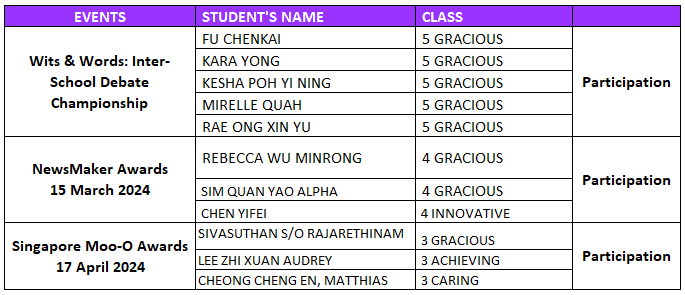 EVENTS STUDENT'S NAME CLASS
Wits & Words: Inter-School Debate Championship
FU CHENKAI 5 GRACIOUS
KARA YONG 5 GRACIOUS
KESHA POH YI NING 5 GRACIOUS
MIRELLE QUAH 5 GRACIOUS
RAE ONG XIN YU 5 GRACIOUS
Participation
NewsMaker Awards
15 March 2024
REBECCA WU MINRONG 4 GRACIOUS
SIM QUAN YAO ALPHA 4 GRACIOUS
CHEN YIFEI 4 INNOVATIVE
Participation
Singapore Moo-O Awards
17 April 2024
SIVASUTHAN S/O RAJARETHINAM 3 GRACIOUS
LEE ZHI XUAN AUDREY 3 ACHIEVING
CHEONG CHENG EN, MATTHIAS 3 CARING
Participation